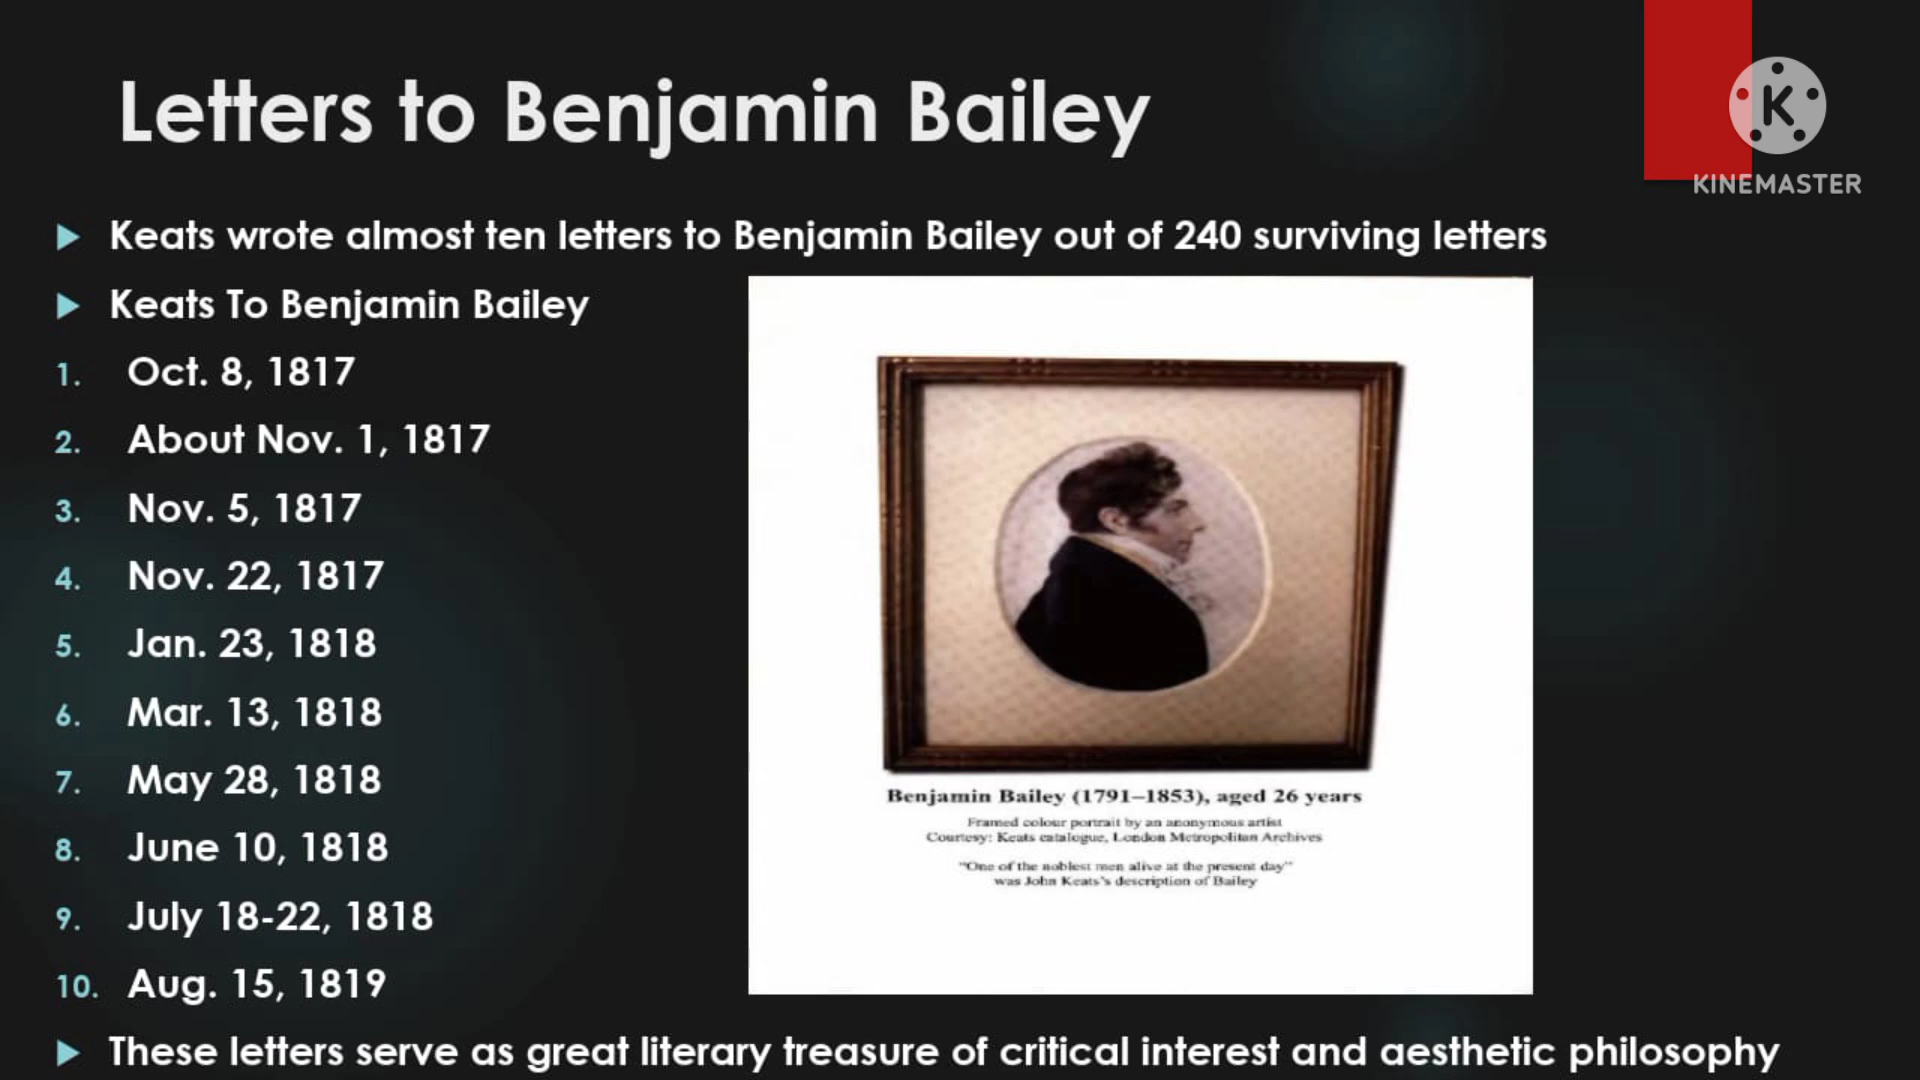 Letters to Benjamin Bailey
K
KINEMASTER
Keats wrote almost ten letters to Benjamin Bailey out of 240 surviving letters
Keats To Benjamin Bailey
1. Oct. 8, 1817
2. About Nov. 1, 1817
3. Nov. 5, 1817
4. Nov. 22, 1817
5. Jan. 23, 1818
6. Mar. 13, 1818
7. May 28, 1818
8. June 10, 1818
9. July 18-22, 1818
10. Aug. 15, 1819
Benjamin Bailey (1791–1853), aged 26 years
Framed colour portrait by an anonymous artist
Courtesy: Keats catalogue, London Metropolitan Archives
"One of the noblest men alive at the present day"
was John Keats's description of Bailey
These letters serve as great literary treasure of critical interest and aesthetic philosophy